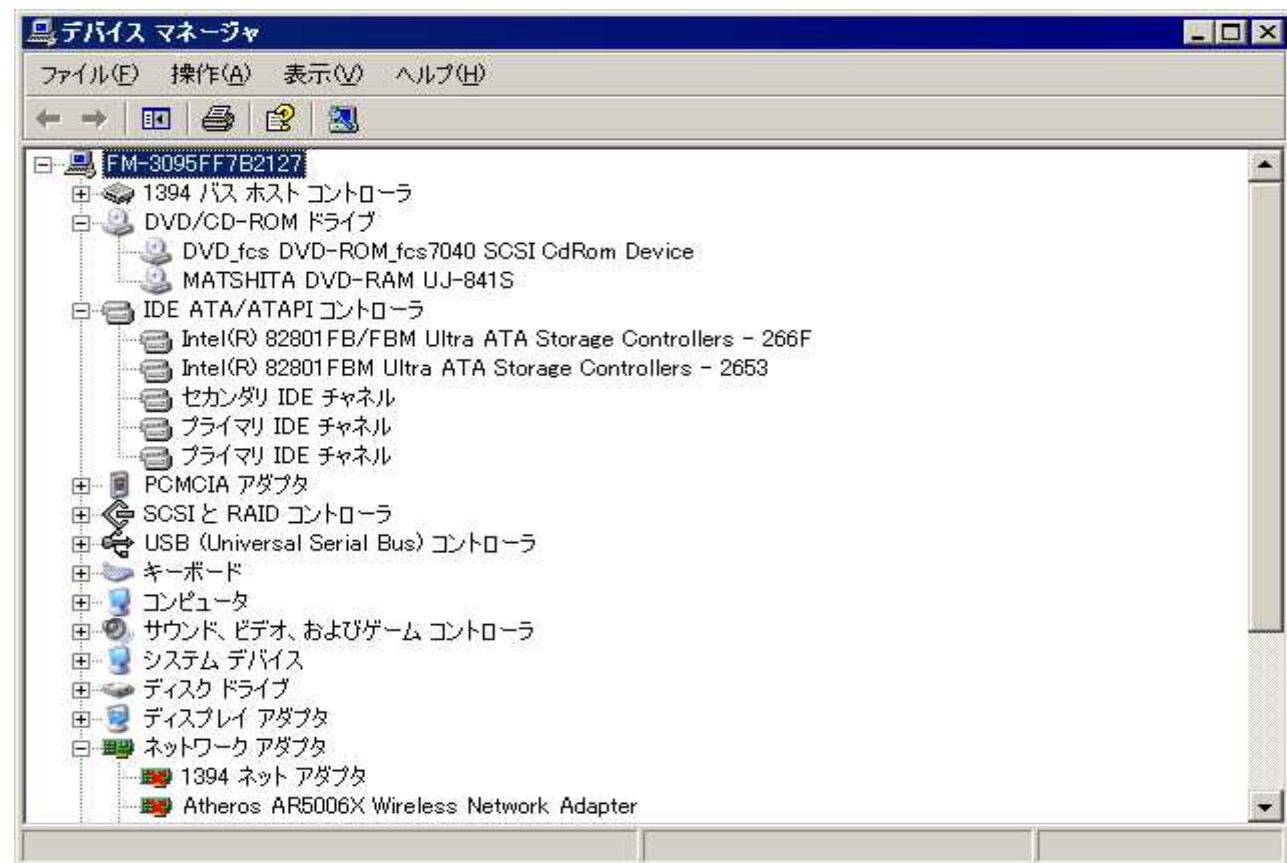 デバイス マネージャ
ファイル(F) 操作(A) 表示(V) ヘルプ(H)
FM-3095FF7B2127
1394 バス ホスト コントローラ
DVD/CD-ROM ドライブ
DVD_fcs DVD-ROM_fcs7040 SCSI CdRom Device
MATSHITA DVD-RAM UJ-841S
IDE ATA/ATAPI コントローラ
Intel(R) 82801FB/FBM Ultra ATA Storage Controllers - 266F
Intel(R) 82801FBM Ultra ATA Storage Controllers - 2653
セカンダリ IDE チャネル
プライマリ IDE チャネル
プライマリ IDE チャネル
PCMCIA アダプタ
SCSI と RAID コントローラ
USB (Universal Serial Bus) コントローラ
キーボード
コンピュータ
サウンド、ビデオ、およびゲーム コントローラ
システム デバイス
ディスク ドライブ
ディスプレイ アダプタ
ネットワーク アダプタ
1394 ネット アダプタ
Atheros AR5006X Wireless Network Adapter